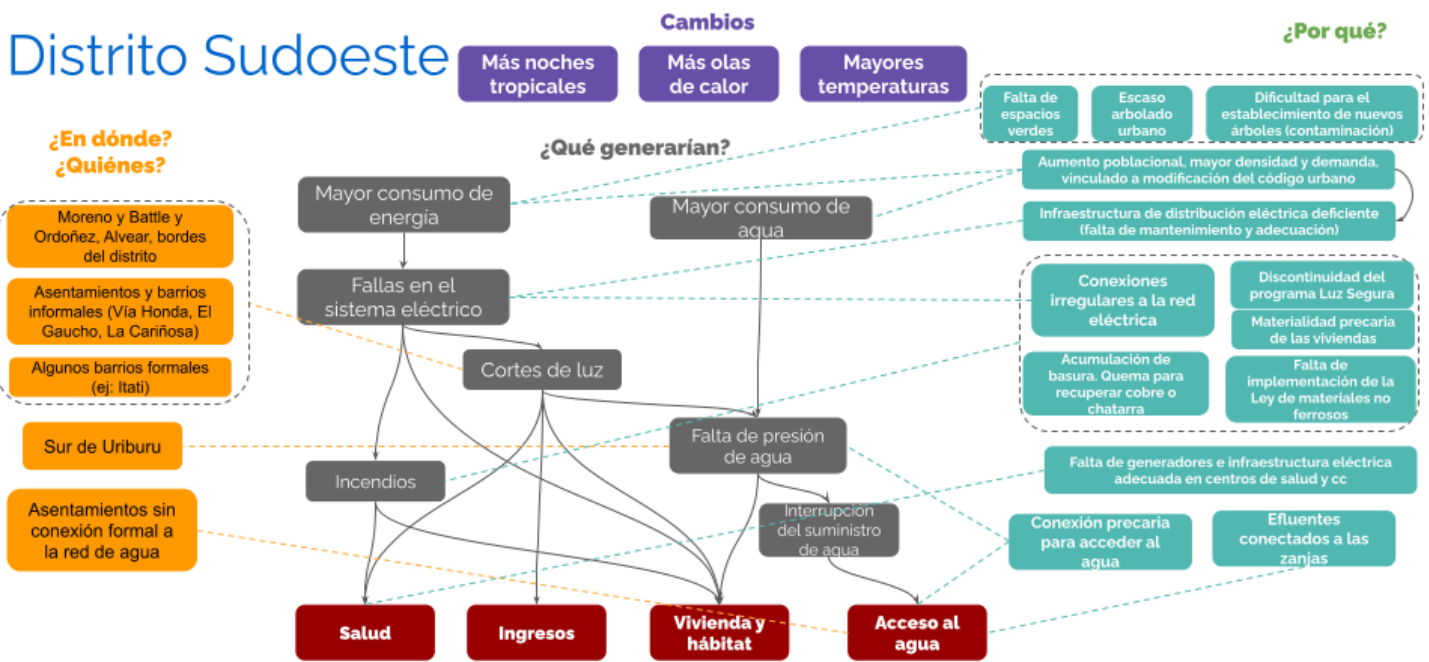 Distrito Sudoeste
Cambios
Más noches
tropicales
Más olas
de calor
Mayores
temperaturas
¿Por qué?
Falta de
espacios
verdes
Escaso
arbolado
urbano
Dificultad para el
establecimiento de nuevos
árboles (contaminación)
¿En dónde?
¿Quiénes?
¿Qué generarían?
Aumento poblacional, mayor densidad y demanda,
vinculado a modificación del código urbano
Mayor consumo de
energía
Mayor consumo de
agua
Infraestructura de distribución eléctrica deficiente
(falta de mantenimiento y adecuación)
Moreno y Battle y
Ordoñez, Alvear, bordes
del distrito
Asentamientos y barrios
informales (Vía Honda, El
Gaucho, La Cariñosa)
Algunos barrios formales
(ej: Itatí)
Fallas en el
sistema eléctrico
Conexiones
irregulares a la red
eléctrica
Discontinuidad del
programa Luz Segura
Materialidad precaria
de las viviendas
Cortes de luz
Acumulación de
basura. Quema para
recuperar cobre o
chatarra
Falta de
implementación de la
Ley de materiales no
ferrosos
Sur de Uriburu
Falta de presión
de agua
Incendios
Falta de generadores e infraestructura eléctrica
adecuada en centros de salud y cc
Asentamientos sin
conexión formal a
la red de agua
Interrupción
del suministro
de agua
Conexión precaria
para acceder al
agua
Efluentes
conectados a las
zanjas
Salud
Ingresos
Vivienda y
hábitat
Acceso al
agua